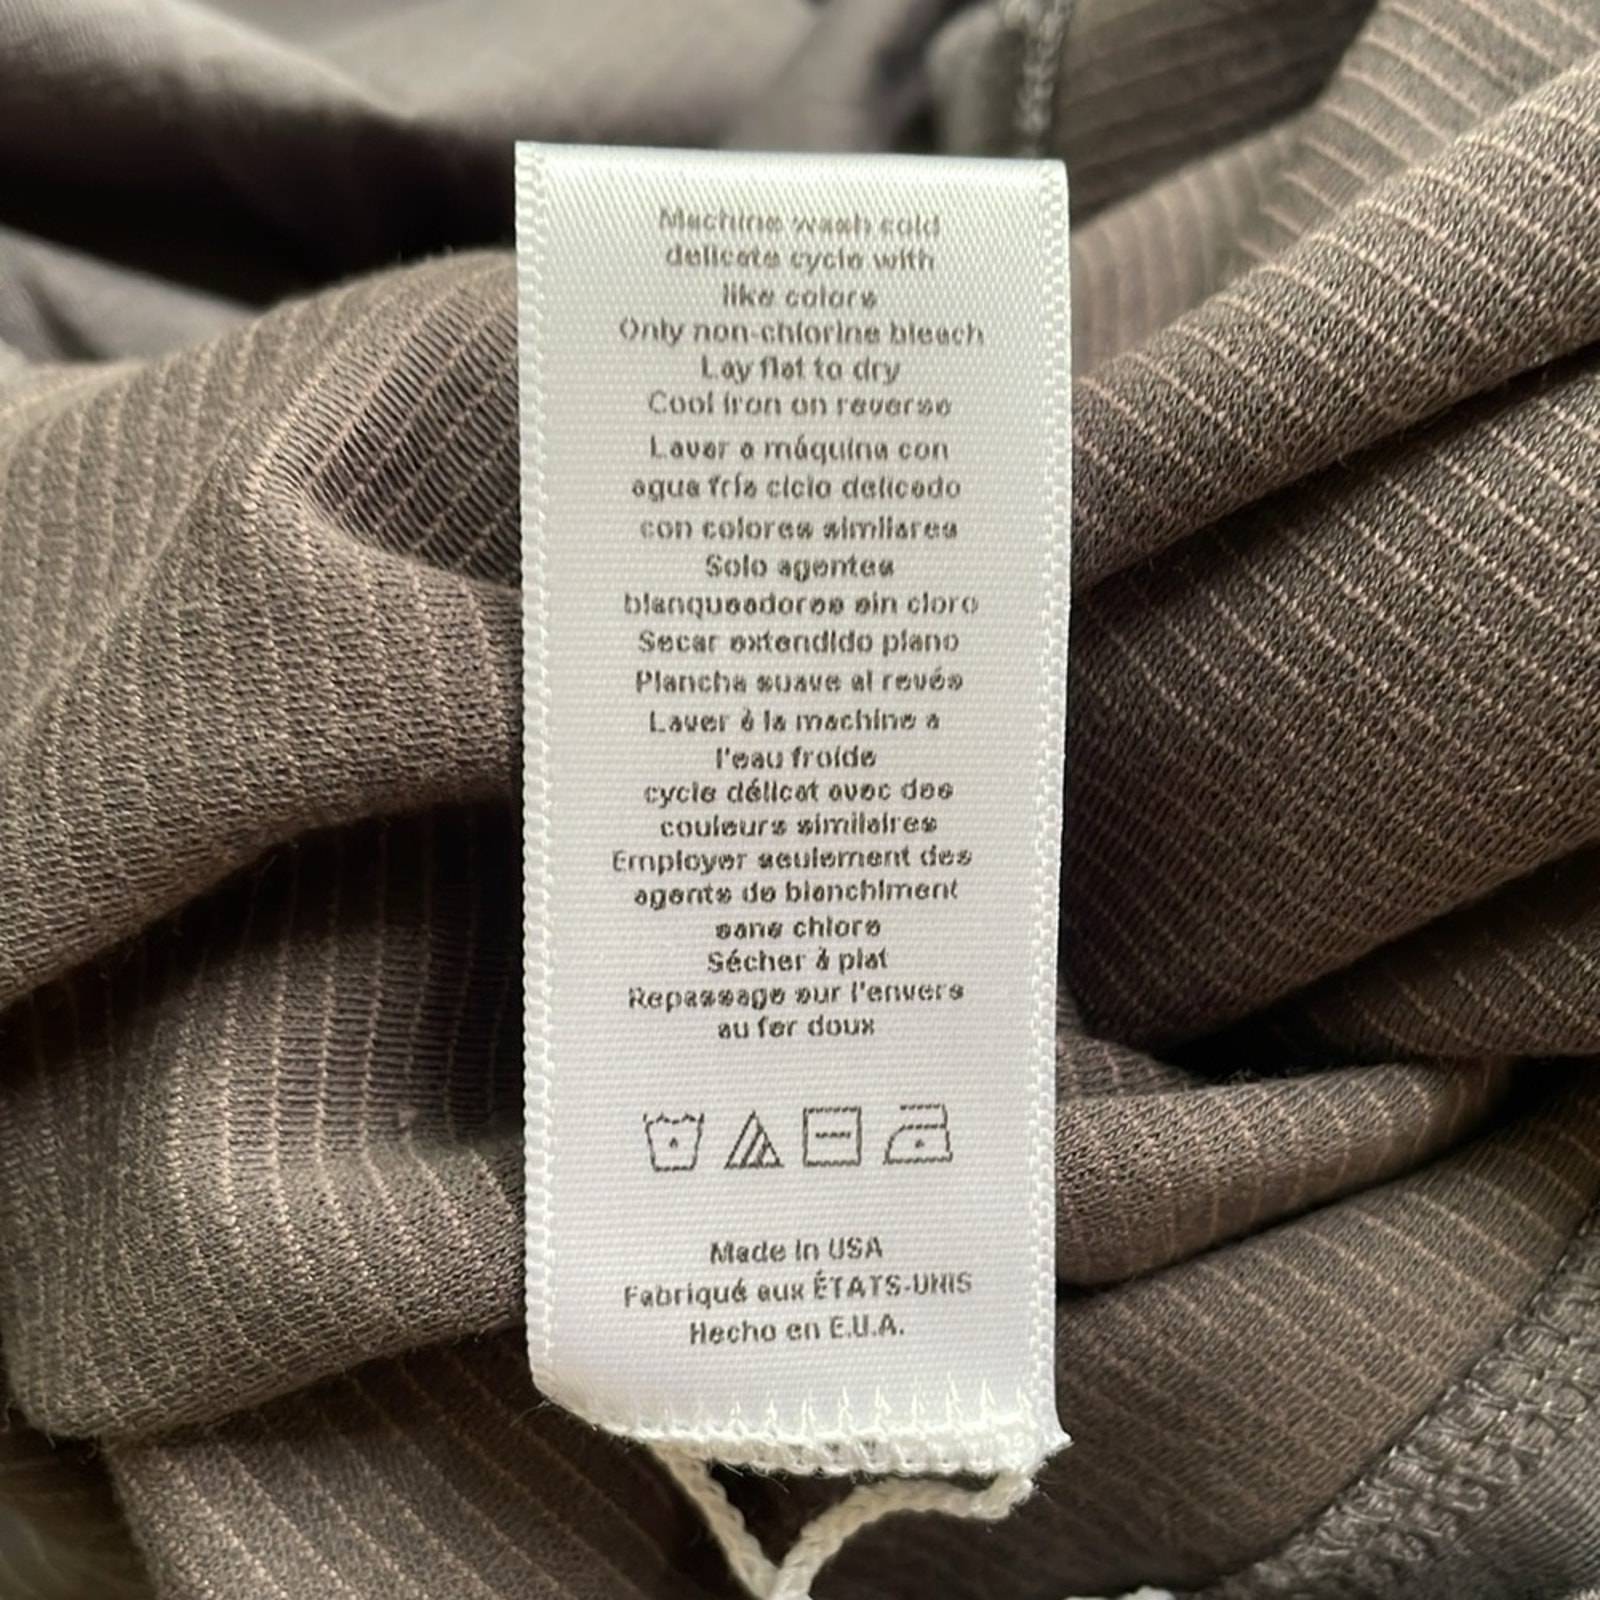 Machine wash cold
delicate cycle with
like colors
Only non-chlorine bleach
Lay flat to dry
Cool iron on reverse
Lavar a máquina con
agua fría ciclo delicado
con colores similares
Solo agentes
blanqueadores sin cloro
Secar extendido plano
Plancha suave al revés
Laver à la machine a
l'eau froide
cycle délicat avec des
couleurs similaires
Employer seulement des
agents de blanchiment
sans chlore
Sécher à plat
Repassage sur l'envers
au fer doux
Made in USA
Fabriqué aux ÉTATS-UNIS
Hecho en E.U.A.